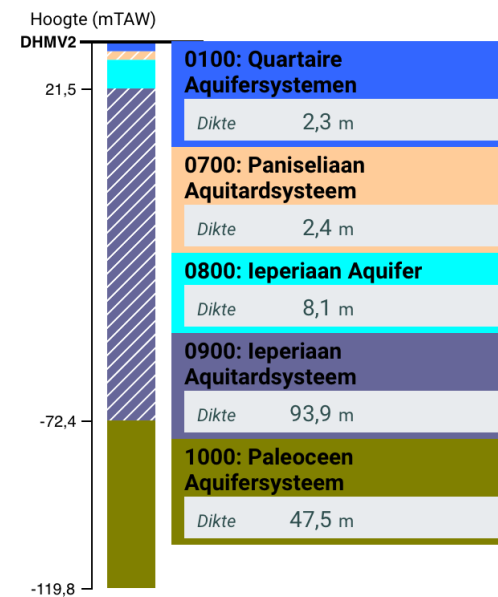 Hoogte (mTAW)
DHMV2
21,5
-72,4
-119,8
0100: Quartaire
Aquifersystemen
Dikte 2,3 m
0700: Paniseliaan
Aquitardsysteem
Dikte 2,4 m
0800: Ieperiaan Aquifer
Dikte 8,1 m
0900: Ieperiaan
Aquitardsysteem
Dikte 93,9 m
1000: Paleoceen
Aquifersysteem
Dikte 47,5 m